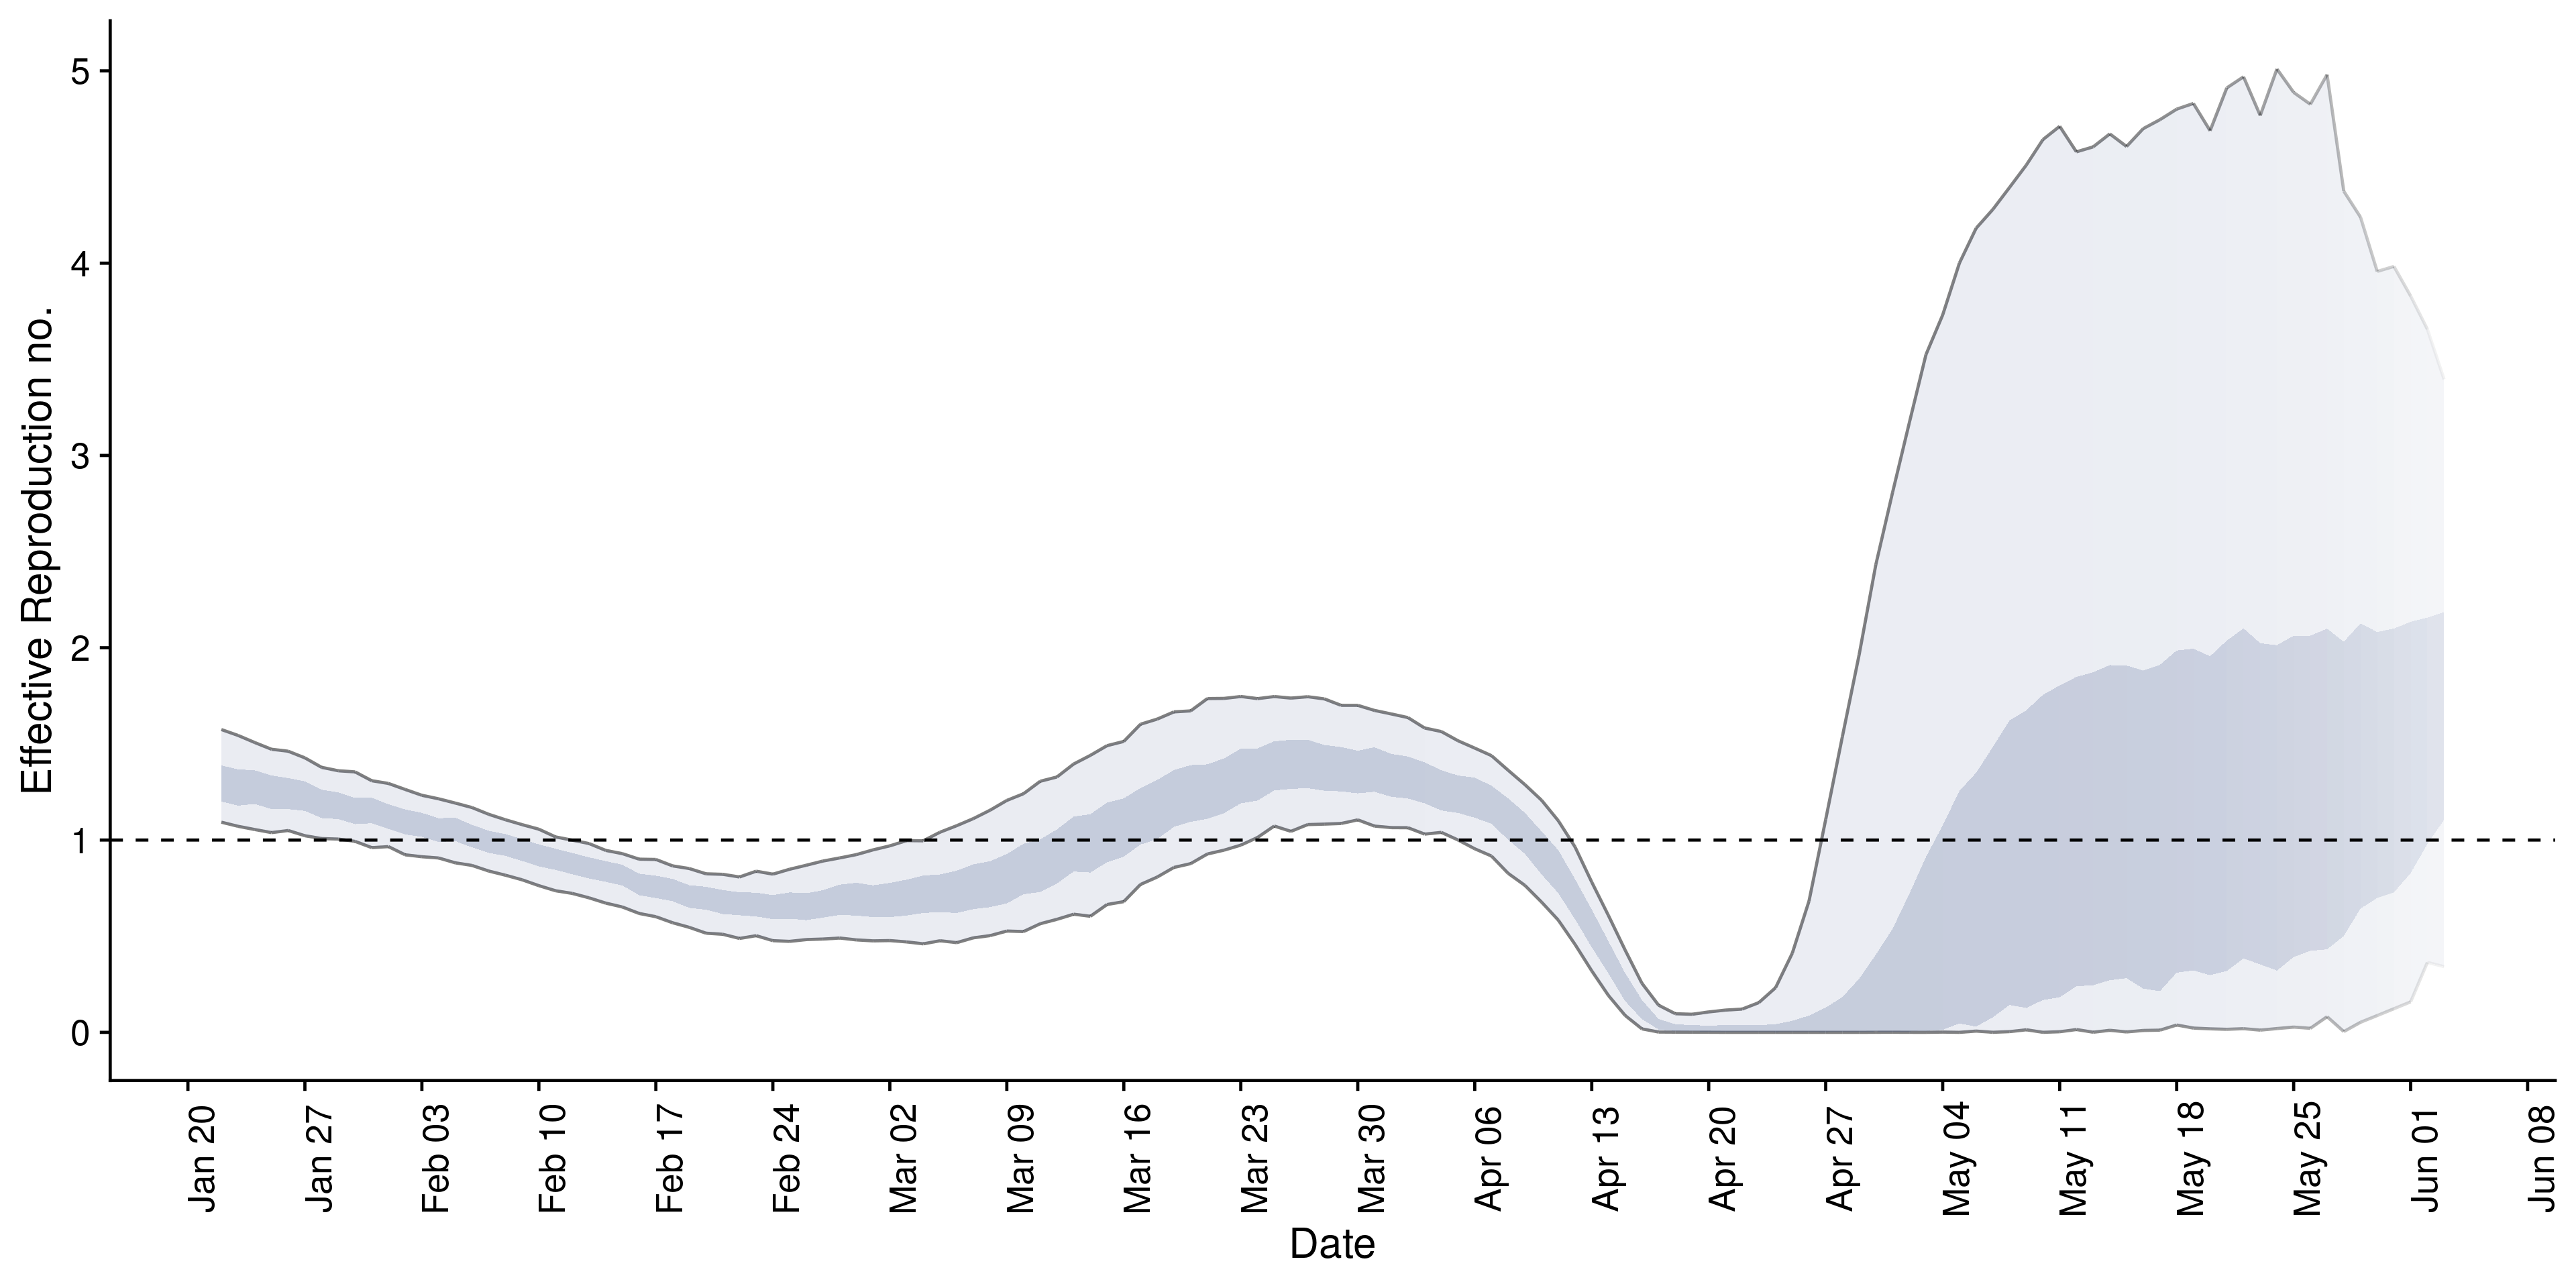 Effective Reproduction no.
5
4
3
2
1
0
Jan 20
Jan 27
Feb 03
Feb 10
Feb 17
Feb 24
Mar 02
Mar 09
Mar 16
Mar 23
Mar 30
Apr 06
Apr 13
Apr 20
Apr 27
May 04
May 11
May 18
May 25
Jun 01
Jun 08
Date